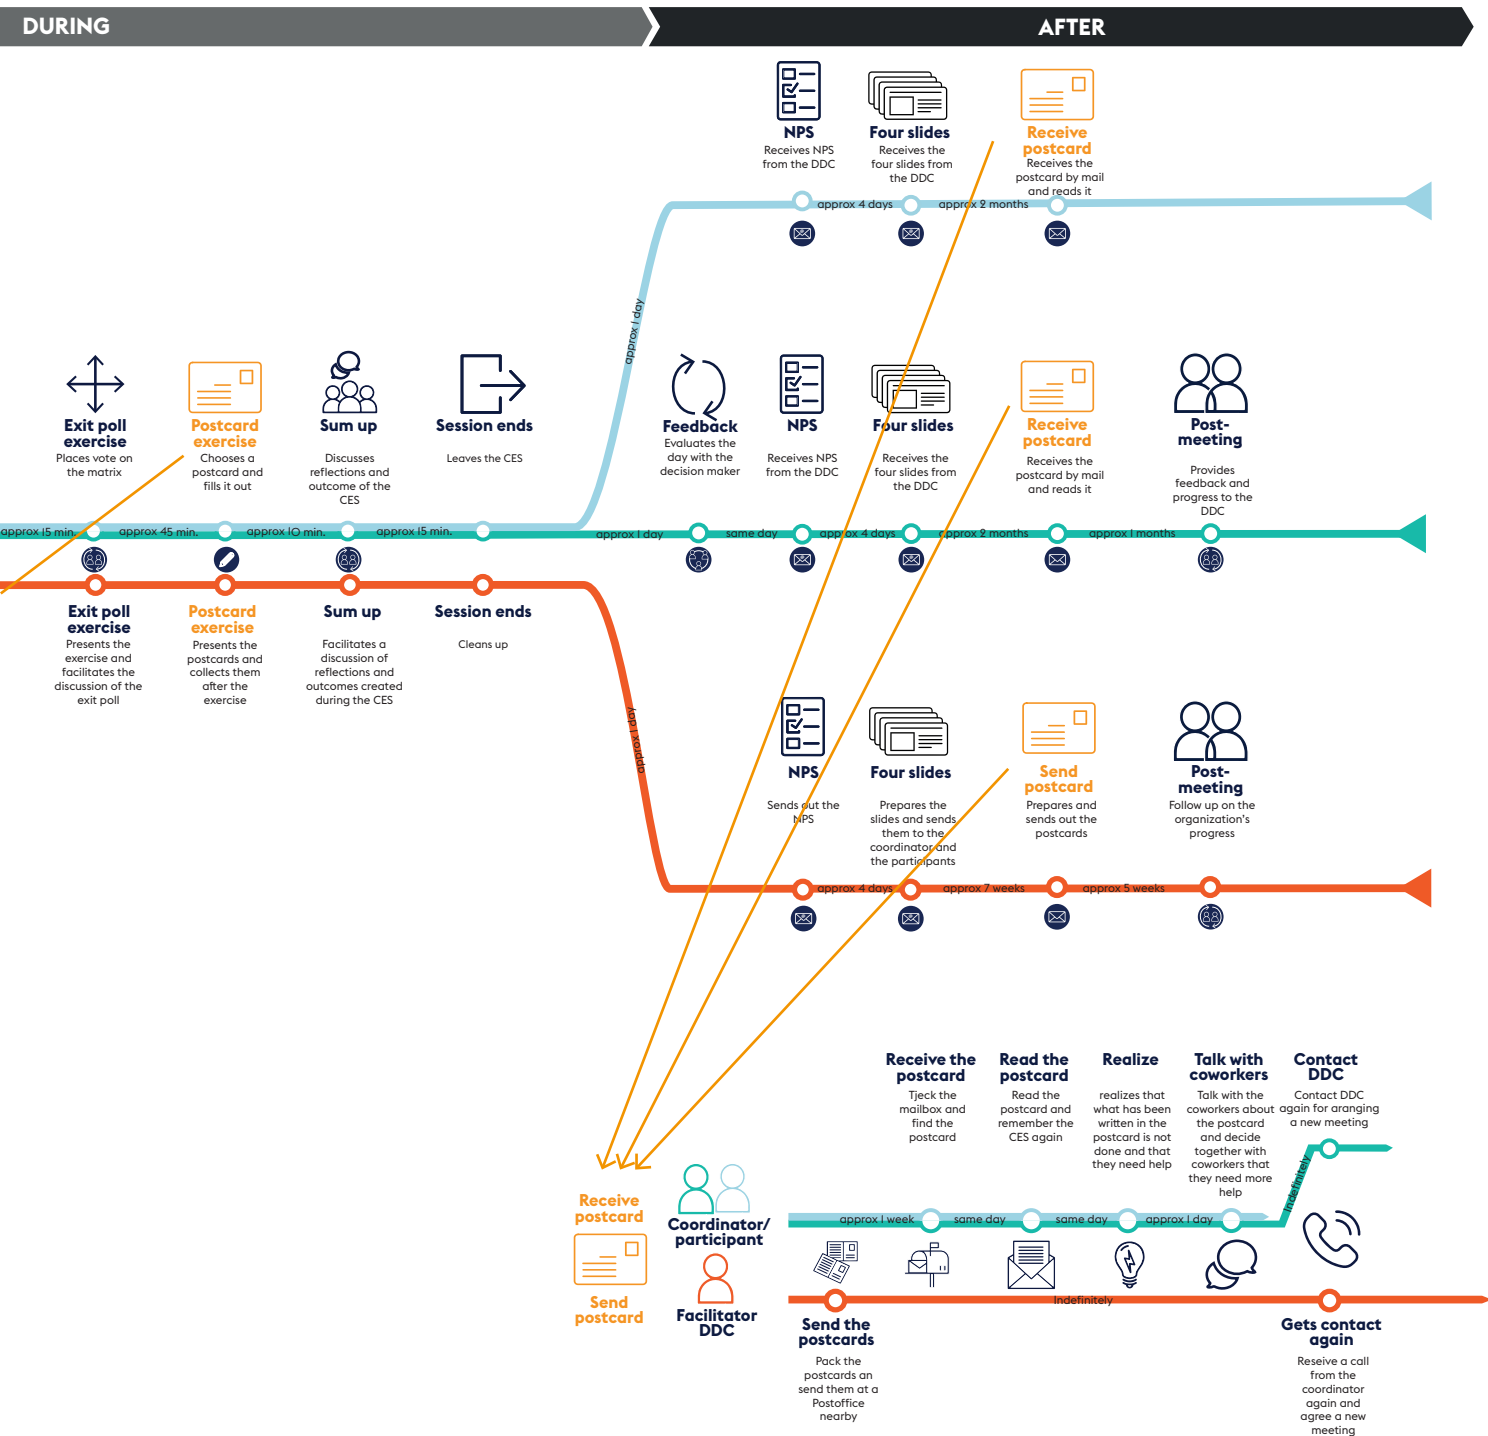 DURING
AFTER
NPS
Receives NPS
from the DDC
Four slides
Receives the
four slides from
the DDC
Receive
postcard
Receives the
postcard by mail
and reads it
approx 4 days
approx 2 months
approx 1 day
Exit poll
exercise
Places vote on
the matrix
Postcard
exercise
Chooses a
postcard and
fills it out
Sum up
Discusses
reflections and
outcome of the
CES
Session ends
Leaves the CES
Feedback
Evaluates the
day with the
decision maker
NPS
Receives NPS
from the DDC
Four slides
Receives the
four slides from
the DDC
Receive
postcard
Receives the
postcard by mail
and reads it
Post-
meeting
Provides
feedback and
progress to the
DDC
approx 15 min.
approx 45 min.
approx 10 min.
approx 15 min.
approx 1 day
same day
approx 4 days
approx 2 months
approx 1 months
Exit poll
exercise
Presents the
exercise and
facilitates the
discussion of the
exit poll
Postcard
exercise
Presents the
postcards and
collects them
after the
exercise
Sum up
Facilitates a
discussion of
reflections and
outcomes created
during the CES
Session ends
Cleans up
approx 1 day
NPS
Sends out the
NPS
Four slides
Prepares the
slides and sends
them to the
coordinator and
the participants
Send
postcard
Prepares and
sends out the
postcards
Post-
meeting
Follow up on the
organization's
progress
approx 4 days
approx 7 weeks
approx 5 weeks
Receive the
postcard
Tjeck the
mailbox and
find the
postcard
Read the
postcard
Read the
postcard and
remember the
CES again
Realize
realizes that
what has been
written in the
postcard is not
done and that
they need help
Talk with
coworkers
Talk with the
coworkers about
the postcard
and decide
together with
coworkers that
they need more
help
Contact
DDC
Contact DDC
again for aranging
a new meeting
Indefinitely
Receive
postcard
Send
postcard
Coordinator/
participant
Facilitator
DDC
approx 1 week
same day
same day
approx 1 day
Indefinitely
Send the
postcards
Pack the
postcards an
send them at a
Postoffice
nearby
Gets contact
again
Reseive a call
from the
coordinator
again and
agree a new
meeting